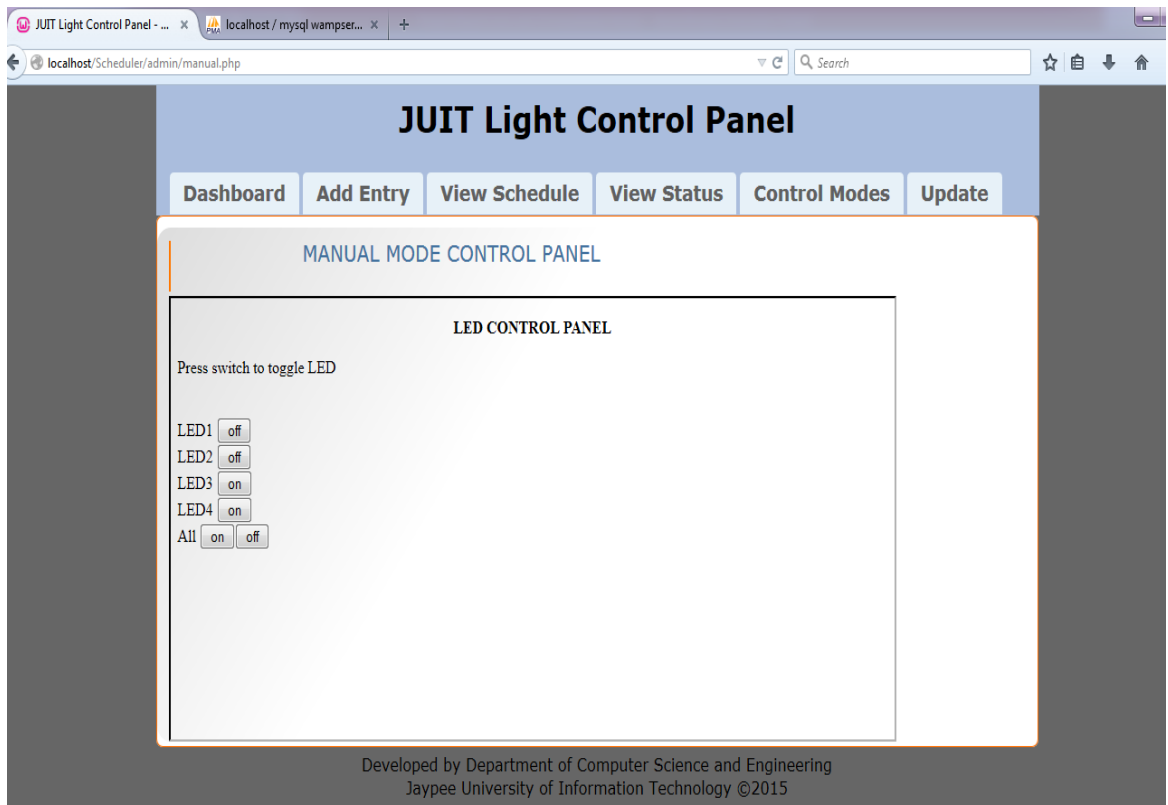 JUIT Light Control Panel - ... localhost / mysql wampser...
localhost/Scheduler/admin/manual.php Search
JUIT Light Control Panel
Dashboard Add Entry View Schedule View Status Control Modes Update
MANUAL MODE CONTROL PANEL
LED CONTROL PANEL
Press switch to toggle LED
LED1 off
LED2 off
LED3 on
LED4 on
All on off
Developed by Department of Computer Science and Engineering
Jaypee University of Information Technology ©2015